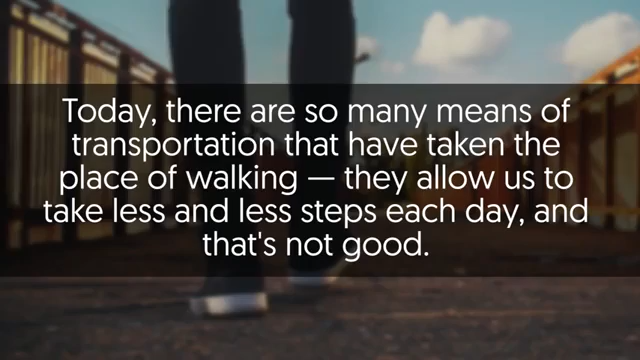 Today, there are so many means of
transportation that have taken the
place of walking — they allow us to
take less and less steps each day, and
that's not good.